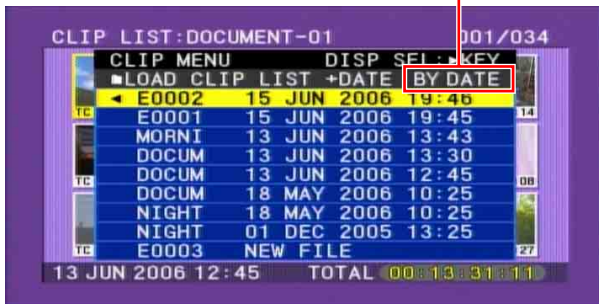 CLIP LIST:DOCUMENT-01 001/034
CLIP MENU DISP SEL:►KEY
LOAD CLIP LIST +DATE BY DATE
◄ E0002 15 JUN 2006 19:46
E0001 15 JUN 2006 19:45
MORNI 13 JUN 2006 13:43
DOCUM 13 JUN 2006 13:30
DOCUM 13 JUN 2006 12:45
DOCUM 18 MAY 2006 10:25
NIGHT 18 MAY 2006 10:25
NIGHT 01 DEC 2005 13:25
E0003 NEW FILE
TC 14
TC 08
TC 27
13 JUN 2006 12:45 TOTAL 00:13:31:11